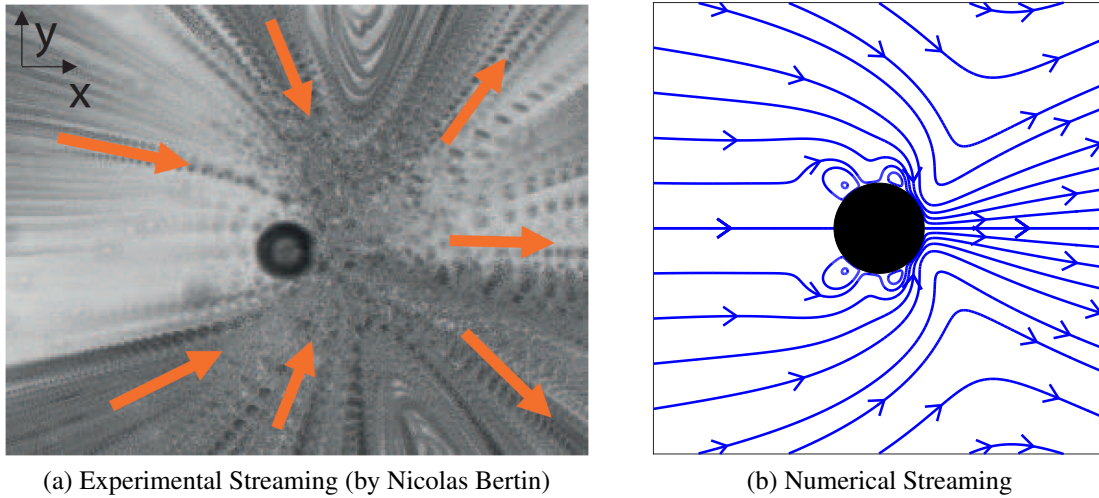 y
x
(a) Experimental Streaming (by Nicolas Bertin)
(b) Numerical Streaming